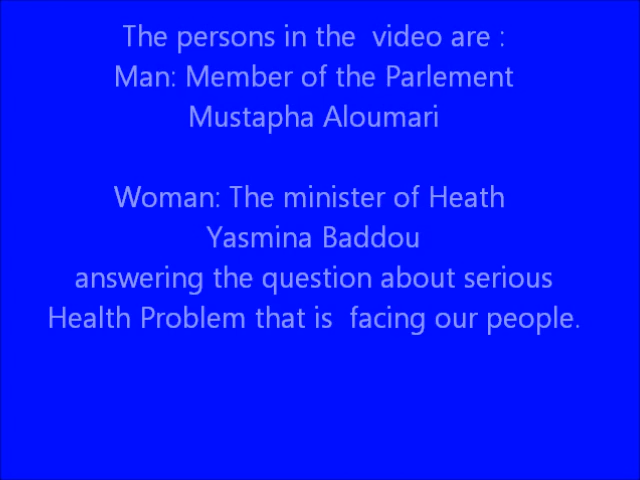 The persons in the video are :
Man: Member of the Parlement
Mustapha Aloumari
Woman: The minister of Heath
Yasmina Baddou
answering the question about serious
Health Problem that is facing our people.